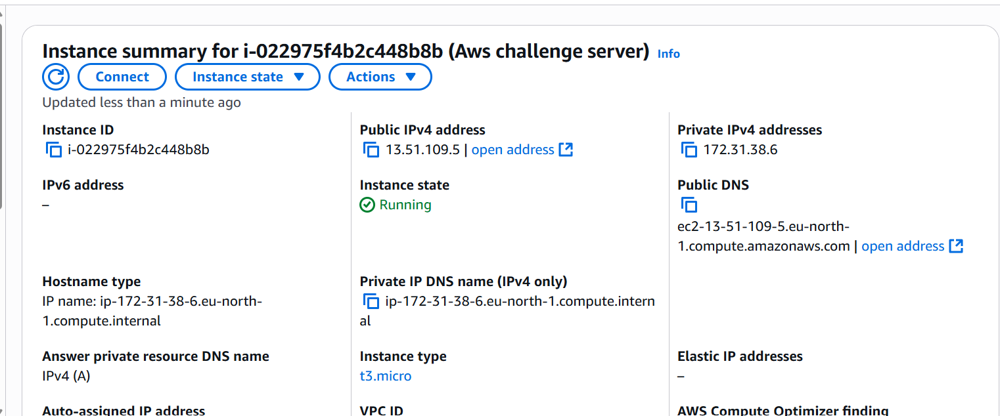 Instance summary for i-022975f4b2c448b8b (Aws challenge server) Info
Connect
Instance state
Actions
Updated less than a minute ago
Instance ID
i-022975f4b2c448b8b
Public IPv4 address
13.51.109.5 | open address
Private IPv4 addresses
172.31.38.6
IPv6 address
–
Instance state
Running
Public DNS
ec2-13-51-109-5.eu-north-
1.compute.amazonaws.com | open address
Hostname type
IP name: ip-172-31-38-6.eu-north-
1.compute.internal
Private IP DNS name (IPv4 only)
ip-172-31-38-6.eu-north-1.compute.intern
al
Answer private resource DNS name
IPv4 (A)
Instance type
t3.micro
Elastic IP addresses
–
Auto-assigned IP address
VPC ID
AWS Compute Optimizer finding